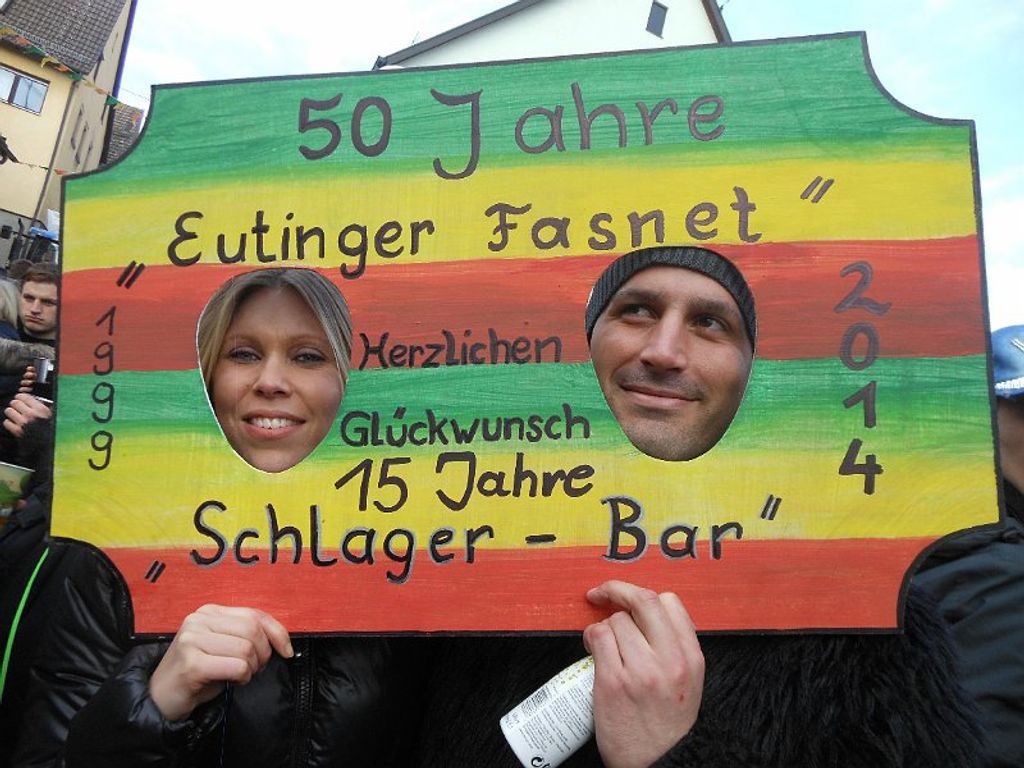 50 Jahre
"Eutinger Fasnet"
1999
Herzlichen
Glückwunsch
15 Jahre
"Schlager - Bar"
2014